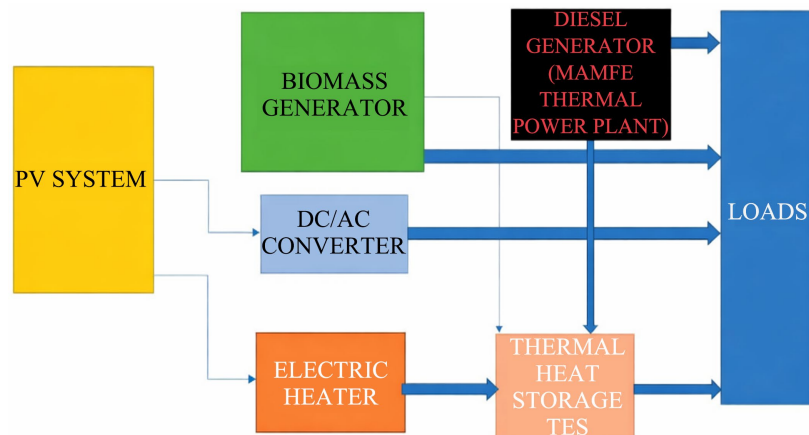 PV SYSTEM
BIOMASS
GENERATOR
DC/AC
CONVERTER
ELECTRIC
HEATER
DIESEL
GENERATOR
(MAMFE
THERMAL
POWER PLANT)
THERMAL
HEAT
STORAGE
TES
LOADS